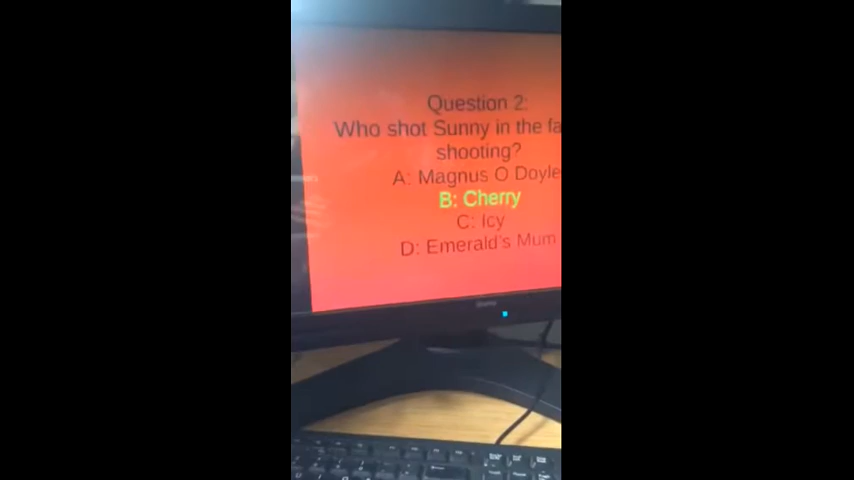 Question 2:
Who shot Sunny in the fa
shooting?
A: Magnus O Doyle
B: Cherry
C: Icy
D: Emerald's Mum